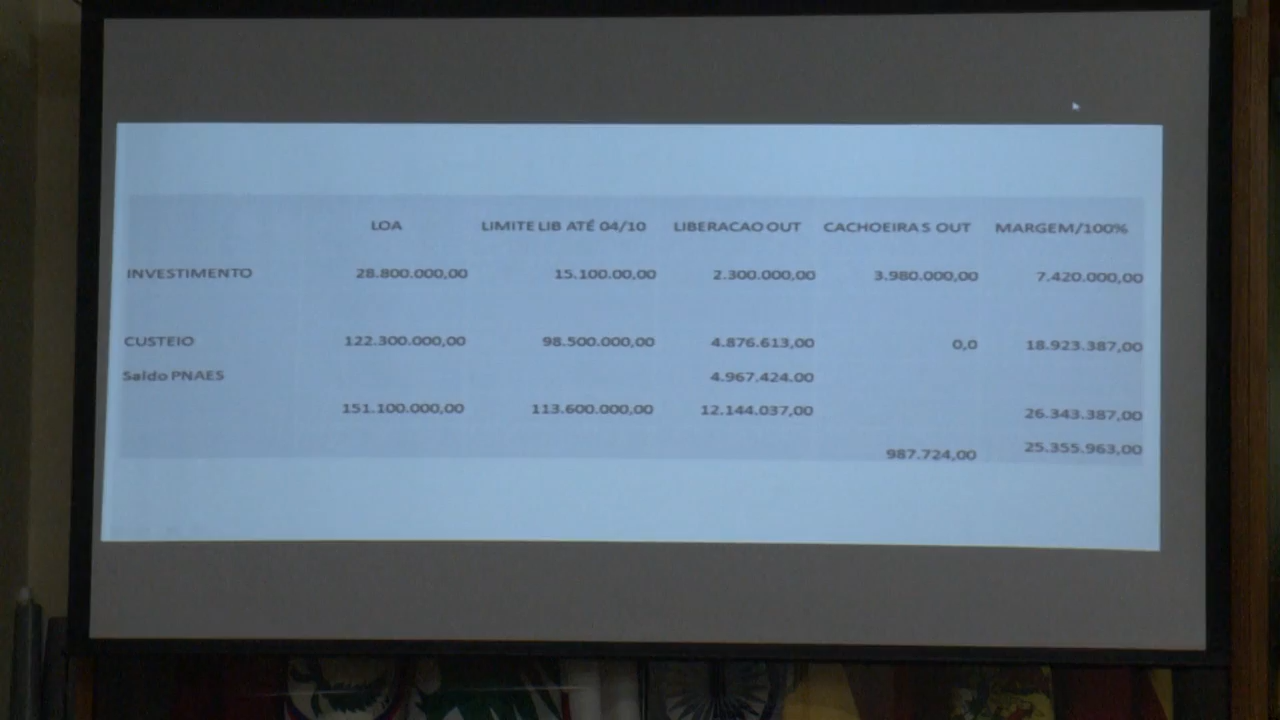 LOA LIMITE LIB ATÉ 04/10 LIBERACAO OUT CACHOEIRA S OUT MARGEM/100%
INVESTIMENTO 28.800.000,00 15.100.00,00 2.300.000,00 3.980.000,00 7.420.000,00
CUSTEIO 122.300.000,00 98.500.000,00 4.876.613,00 0,0 18.923.387,00
Saldo PNAES 4.967.424.00
151.100.000,00 113.600.000,00 12.144.037,00 26.343.387,00
987.724,00 25.355.963,00